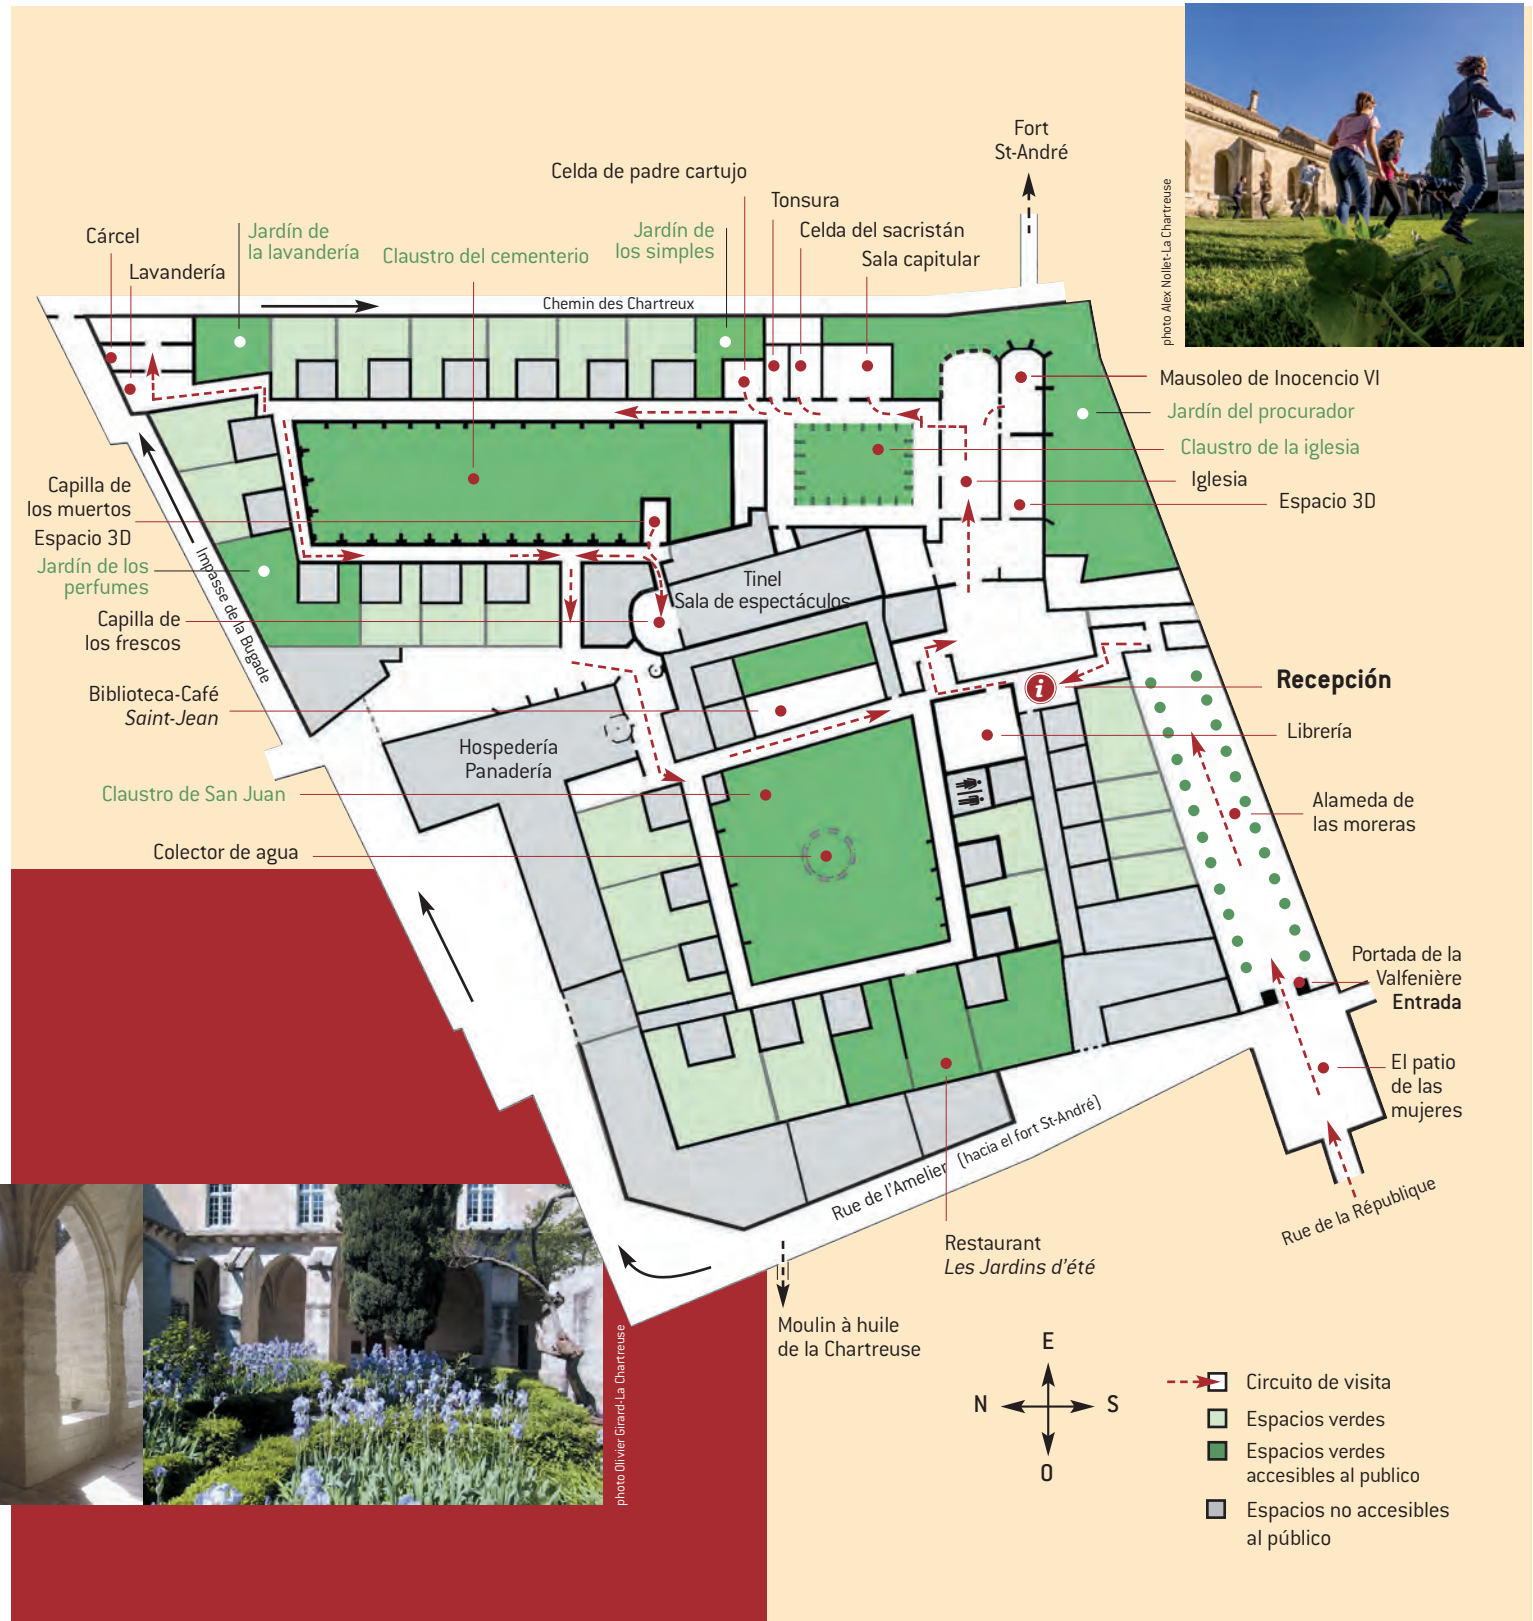 photo Alex Nollet-La Chartreuse
Fort
St-André
Celda de padre cartujo
Tonsura
Celda del sacristán
Sala capitular
Jardín de
los simples
Claustro del cementerio
Jardín de
la lavandería
Cárcel
Lavandería
Chemin des Chartreux
Mausoleo de Inocencio VI
Jardín del procurador
Claustro de la iglesia
Iglesia
Espacio 3D
Capilla de
los muertos
Espacio 3D
Jardín de los
perfumes
Capilla de
los frescos
Impasse de la Bugade
Tinel
Sala de espectáculos
Biblioteca-Café
Saint-Jean
i
Recepción
Librería
Hospedería
Panadería
Claustro de San Juan
Colector de agua
Alameda de
las moreras
Portada de la
Valfenière
Entrada
El patio
de las
mujeres
Rue de l'Amelier (hacia el fort St-André)
Rue de la République
Restaurant
Les Jardins d'été
Moulin à huile
de la Chartreuse
photo Olivier Girard-La Chartreuse
E
N
S
O
Circuito de visita
Espacios verdes
Espacios verdes
accesibles al publico
Espacios no accesibles
al público